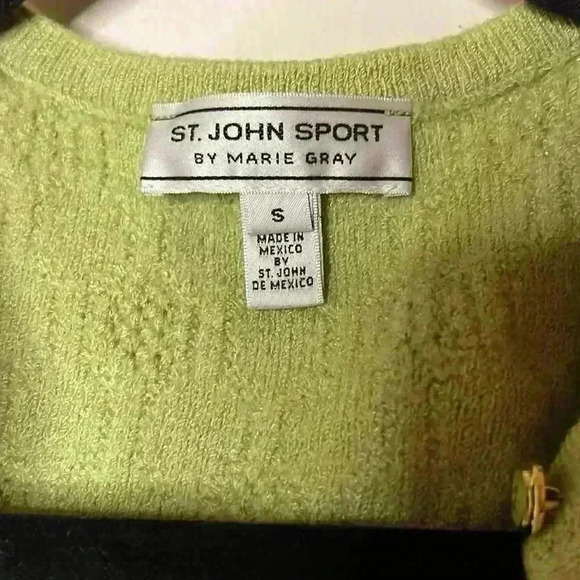 ST. JOHN SPORT
BY MARIE GRAY
S
MADE IN
MEXICO
BY
ST. JOHN
DE MEXICO